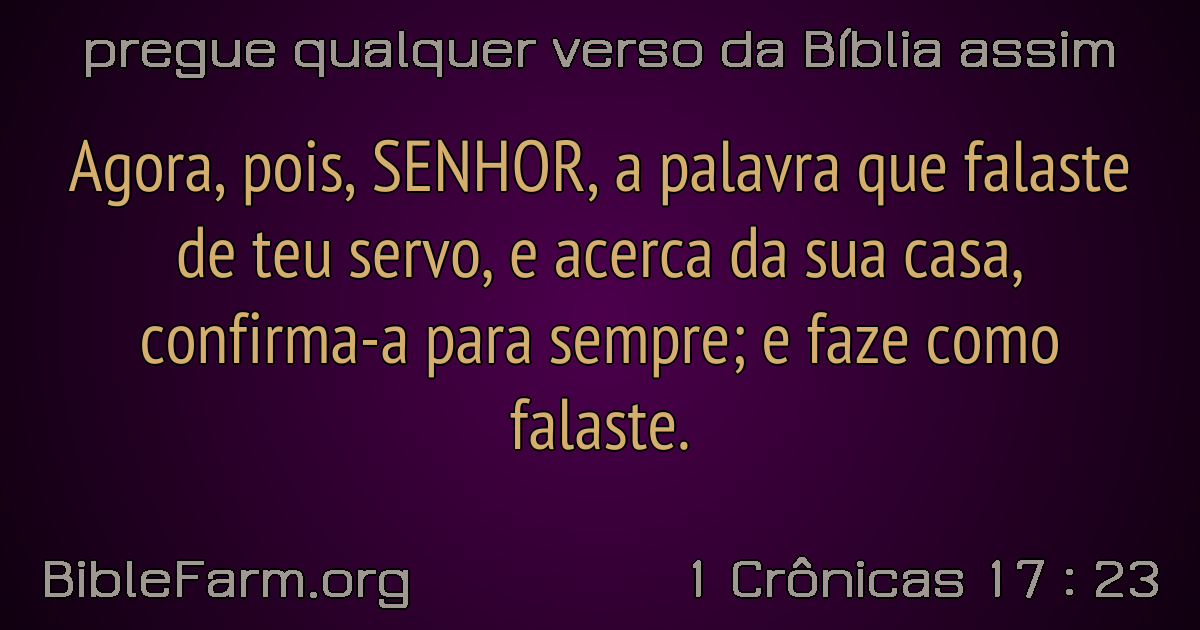 pregue qualquer verso da Bíblia assim
Agora, pois, SENHOR, a palavra que falaste
de teu servo, e acerca da sua casa,
confirma-a para sempre; e faze como
falaste.
BibleFarm.org
1 Crônicas 17 : 23